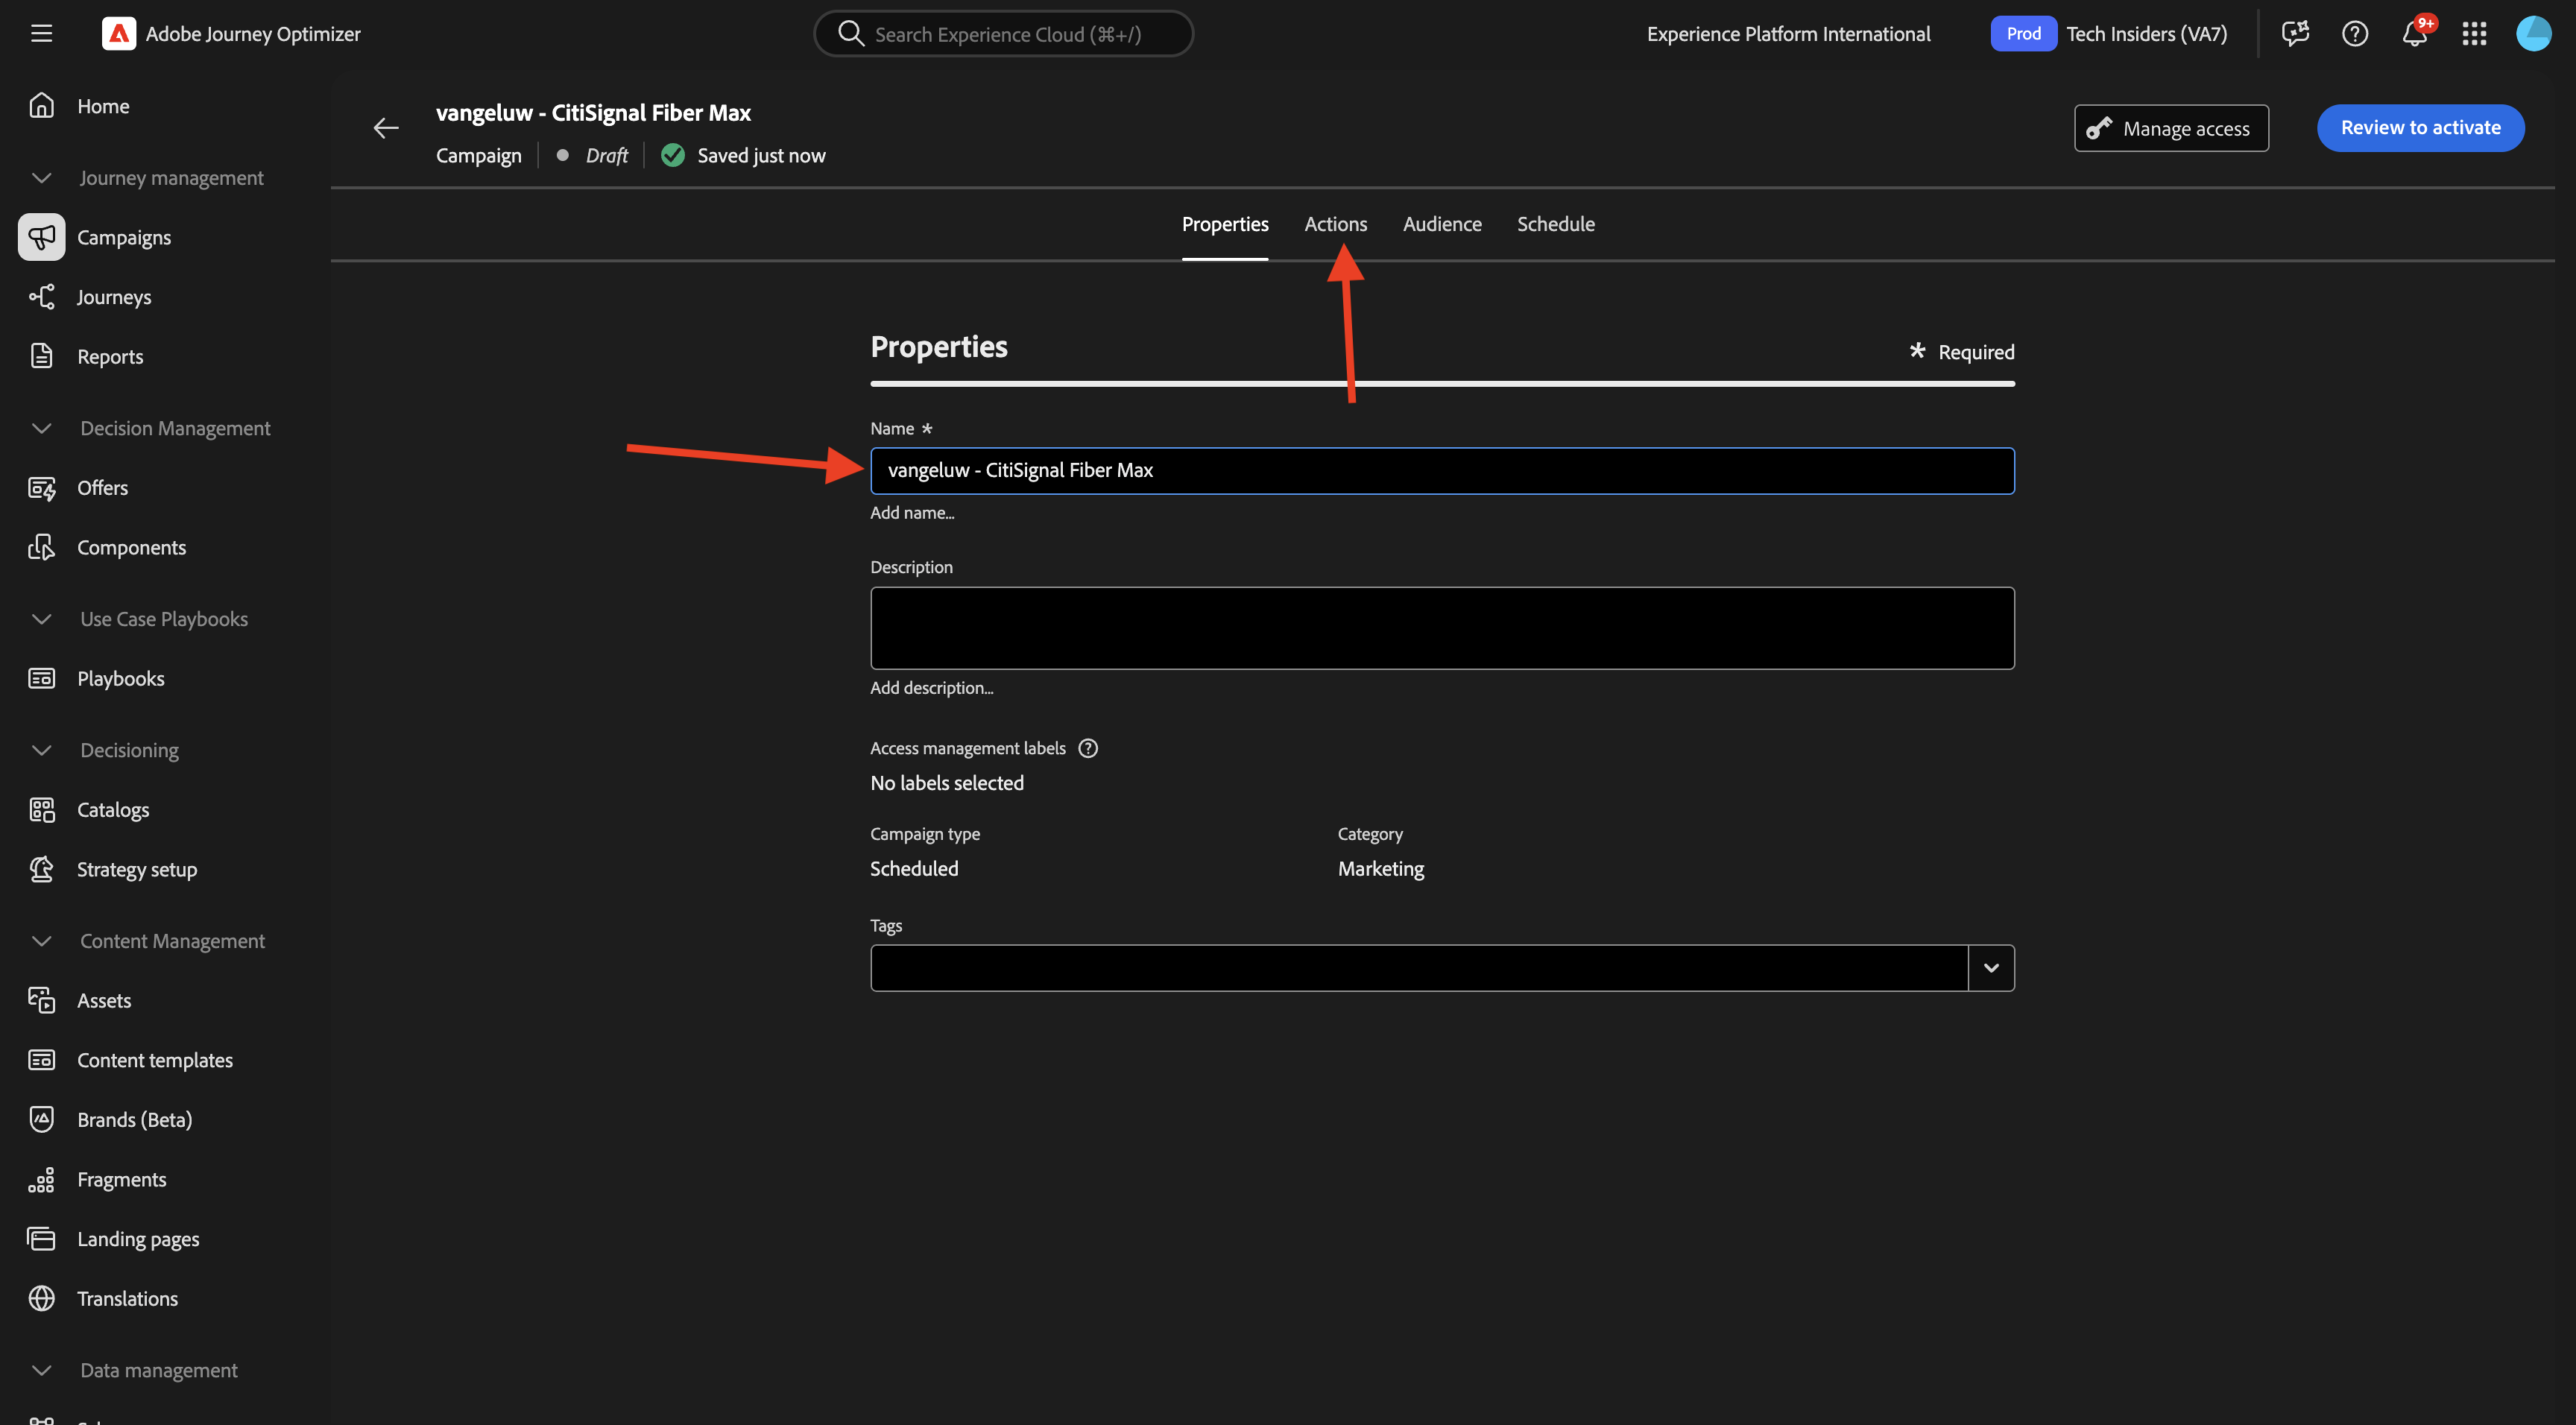 Adobe Journey Optimizer
Search Experience Cloud (⌘+/)
Experience Platform International
Prod
Tech Insiders (VA7)
9+
Home
Journey management
Campaigns
Journeys
Reports
Decision Management
Offers
Components
Use Case Playbooks
Playbooks
Decisioning
Catalogs
Strategy setup
Content Management
Assets
Content templates
Brands (Beta)
Fragments
Landing pages
Translations
Data management
vangeluw - CitiSignal Fiber Max
Campaign
Draft
Saved just now
Manage access
Review to activate
Properties
Actions
Audience
Schedule
Properties
* Required
Name *
vangeluw - CitiSignal Fiber Max
Add name...
Description
Add description...
Access management labels
No labels selected
Campaign type
Category
Scheduled
Marketing
Tags